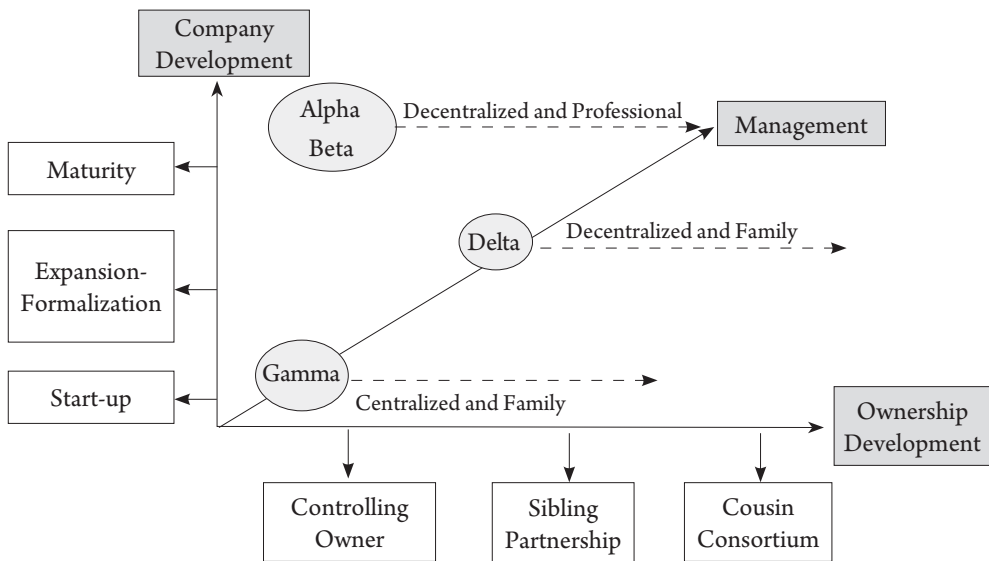 Company
Development
Alpha
Beta
Decentralized and Professional
Management
Maturity
Delta
Decentralized and Family
Expansion-
Formalization
Gamma
Centralized and Family
Start-up
Ownership
Development
Controlling
Owner
Sibling
Partnership
Cousin
Consortium